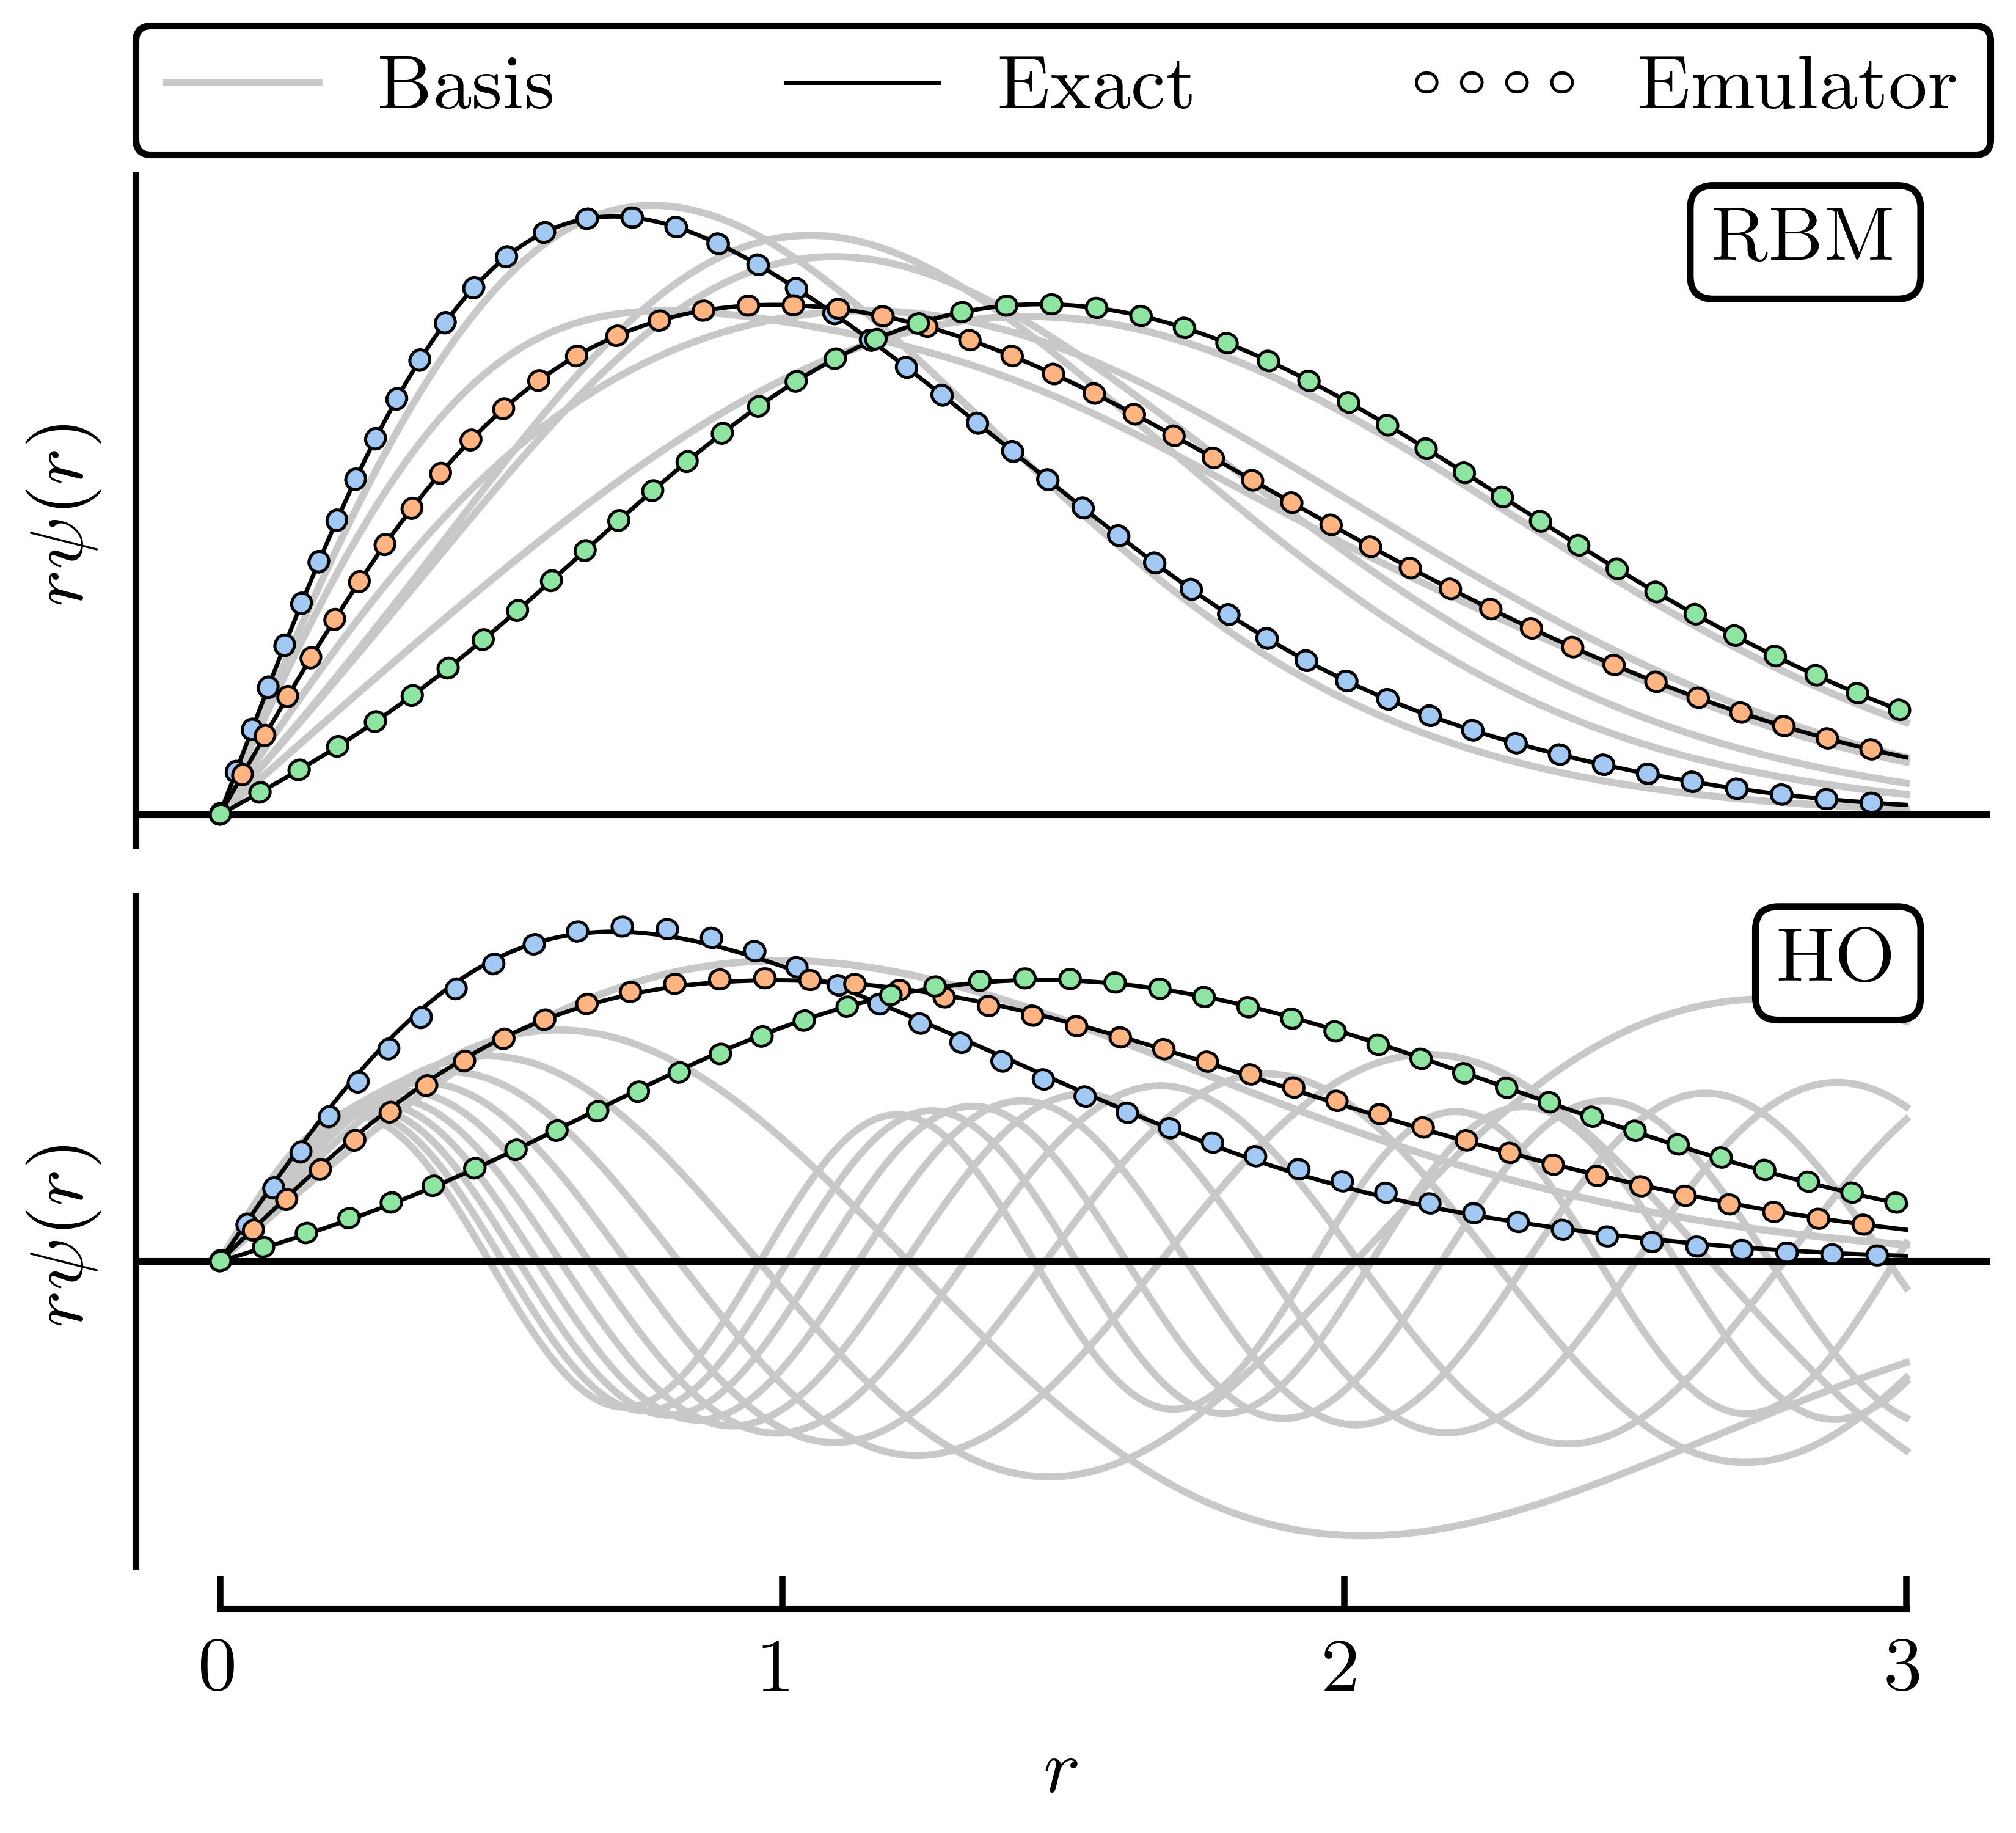 Basis Exact Emulator
RBM
rψ(r)
HO
rψ(r)
0 1 2 3
r